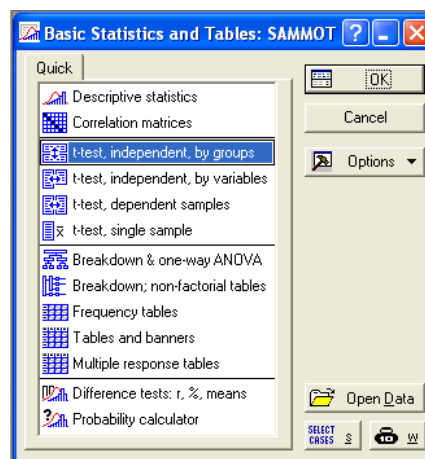 Basic Statistics and Tables: SAMMOT
Quick
Descriptive statistics
Correlation matrices
t-test, independent, by groups
t-test, independent, by variables
t-test, dependent samples
t-test, single sample
Breakdown & one-way ANOVA
Breakdown; non-factorial tables
Frequency tables
Tables and banners
Multiple response tables
Difference tests: r, %, means
Probability calculator
OK
Cancel
Options
Open Data
SELECT
CASES S
W